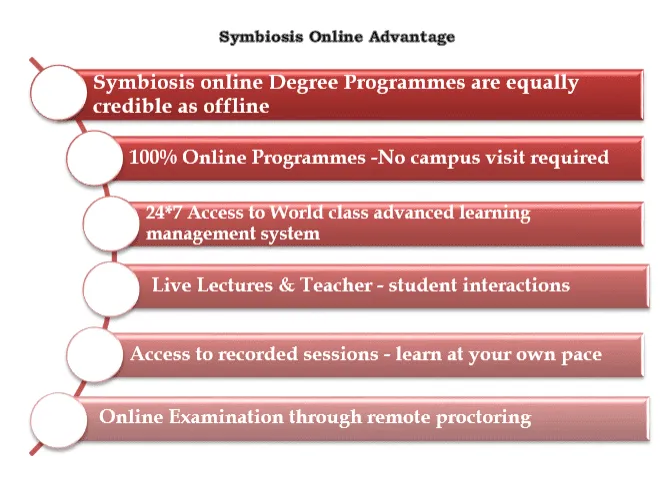 Symbiosis Online Advantage
Symbiosis online Degree Programmes are equally
credible as offline
100% Online Programmes -No campus visit required
24*7 Access to World class advanced learning
management system
Live Lectures & Teacher - student interactions
Access to recorded sessions - learn at your own pace
Online Examination through remote proctoring